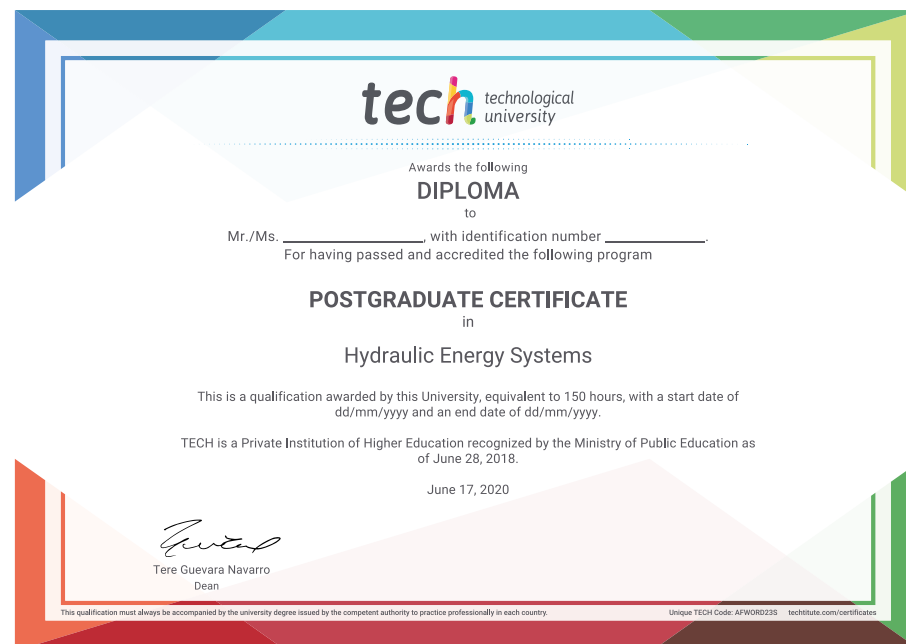 tech technological
university
Awards the following
DIPLOMA
to
Mr./Ms. ________________, with identification number ____________.
For having passed and accredited the following program
POSTGRADUATE CERTIFICATE
in
Hydraulic Energy Systems
This is a qualification awarded by this University, equivalent to 150 hours, with a start date of
dd/mm/yyyy and an end date of dd/mm/yyyy.
TECH is a Private Institution of Higher Education recognized by the Ministry of Public Education as
of June 28, 2018.
June 17, 2020
Tere Guevara Navarro
Dean
This qualification must always be accompanied by the university degree issued by the competent authority to practice professionally in each country. Unique TECH Code: AFWORD23S techtitute.com/certificates